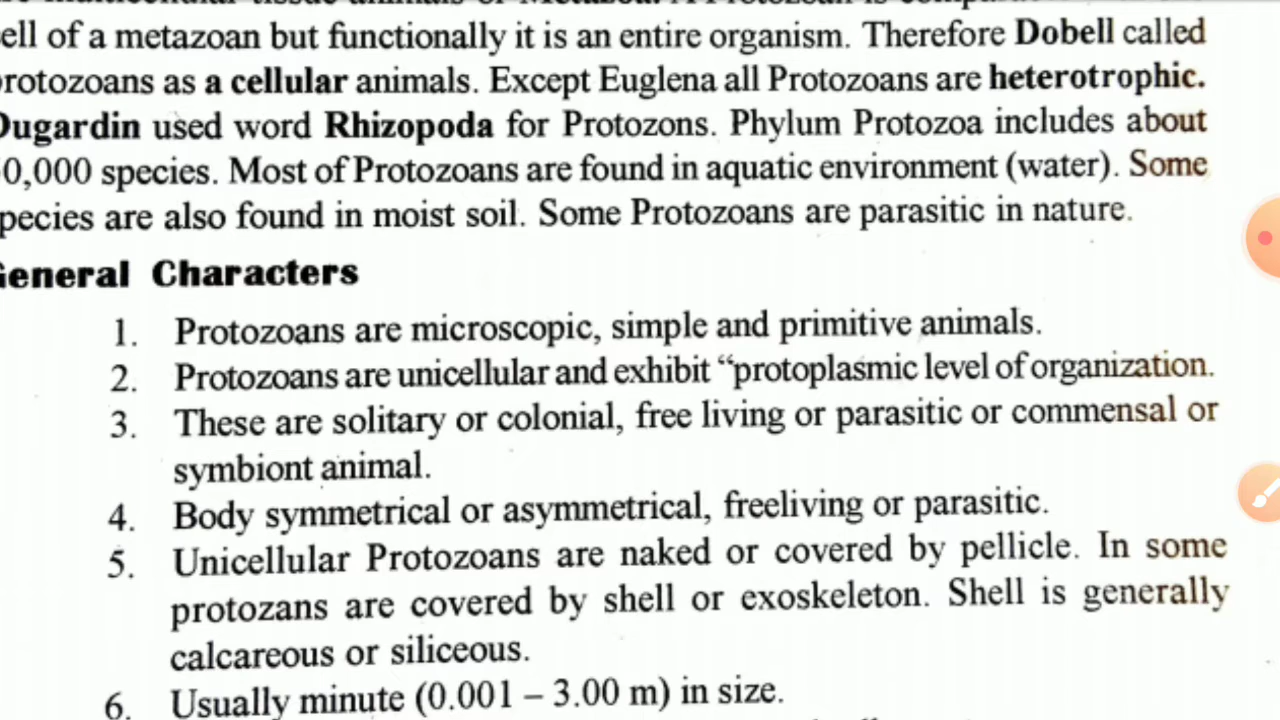 ell of a metazoan but functionally it is an entire organism. Therefore Dobell called
rotozoans as a cellular animals. Except Euglena all Protozoans are heterotrophic.
Dugardin used word Rhizopoda for Protozons. Phylum Protozoa includes about
0,000 species. Most of Protozoans are found in aquatic environment (water). Some
pecies are also found in moist soil. Some Protozoans are parasitic in nature.
General Characters
1. Protozoans are microscopic, simple and primitive animals.
2. Protozoans are unicellular and exhibit “protoplasmic level of organization.
3. These are solitary or colonial, free living or parasitic or commensal or
symbiont animal.
4. Body symmetrical or asymmetrical, freeliving or parasitic.
5. Unicellular Protozoans are naked or covered by pellicle. In some
protozans are covered by shell or exoskeleton. Shell is generally
calcareous or siliceous.
6. Usually minute (0.001 – 3.00 m) in size.